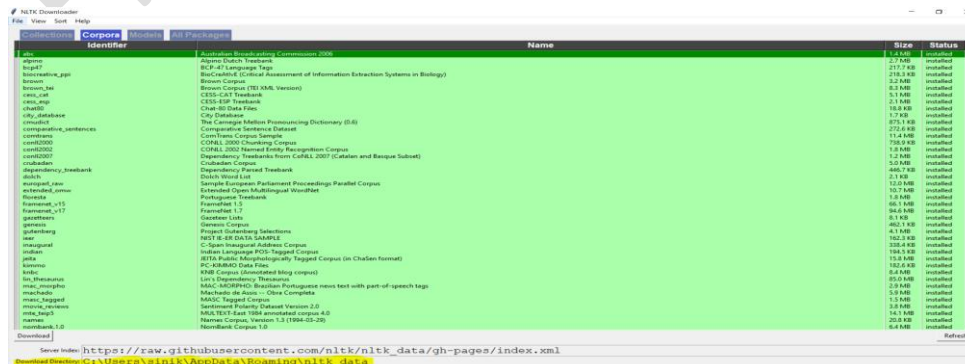 NLTK Downloader
File View Sort Help
Collections Corpora Models All Packages
Identifier Name Size Status
abc Australian Broadcasting Commission 2006 1.4 MB installed
alpino Alpino Dutch Treebank 2.7 MB installed
bcp47 BCP-47 Language Tags 217.7 KB installed
biocreative_ppi BioCreAtIvE (Critical Assessment of Information Extraction Systems in Biology) 218.3 KB installed
brown Brown Corpus 3.2 MB installed
brown_tei Brown Corpus (TEI XML Version) 8.3 MB installed
cess_cat CESS-CAT Treebank 5.1 MB installed
cess_esp CESS-ESP Treebank 2.1 MB installed
chat80 Chat-80 Data Files 18.8 KB installed
city_database City Database 1.7 KB installed
cmudict The Carnegie Mellon Pronouncing Dictionary (0.6) 875.1 KB installed
comparative_sentences Comparative Sentence Dataset 272.6 KB installed
comtrans ComTrans Corpus Sample 11.4 MB installed
conll2000 CONLL 2000 Chunking Corpus 738.9 KB installed
conll2002 CONLL 2002 Named Entity Recognition Corpus 1.8 MB installed
conll2007 Dependency Treebanks from CoNLL 2007 (Catalan and Basque Subset) 1.2 MB installed
crubadan Crubadan Corpus 5.0 MB installed
dependency_treebank Dependency Parsed Treebank 446.7 KB installed
dolch Dolch Word List 2.1 KB installed
europarl_raw Sample European Parliament Proceedings Parallel Corpus 12.0 MB installed
extended_omw Extended Open Multilingual WordNet 10.7 MB installed
floresta Portuguese Treebank 1.8 MB installed
framenet_v15 FrameNet 1.5 66.1 MB installed
framenet_v17 FrameNet 1.7 94.6 MB installed
gazetteers Gazeteer Lists 8.1 KB installed
genesis Genesis Corpus 462.1 KB installed
gutenberg Project Gutenberg Selections 4.1 MB installed
ieer NIST IE-ER DATA SAMPLE 162.3 KB installed
inaugural C-Span Inaugural Address Corpus 338.4 KB installed
indian Indian Language POS-Tagged Corpus 194.5 KB installed
jeita JEITA Public Morphologically Tagged Corpus (in ChaSen format) 15.8 MB installed
kimmo PC-KIMMO Data Files 182.6 KB installed
knbc KNB Corpus (Annotated blog corpus) 8.4 MB installed
lin_thesaurus Lin's Dependency Thesaurus 85.0 MB installed
mac_morpho MAC-MORPHO: Brazilian Portuguese news text with part-of-speech tags 2.9 MB installed
machado Machado de Assis -- Obra Completa 5.9 MB installed
masc_tagged MASC Tagged Corpus 1.5 MB installed
movie_reviews Sentiment Polarity Dataset Version 2.0 3.8 MB installed
mte_teip5 MULTEXT-East 1984 annotated corpus 4.0 14.1 MB installed
names Names Corpus, Version 1.3 (1994-03-29) 20.8 KB installed
nombank.1.0 NomBank Corpus 1.0 6.4 MB installed
Download Refresh
Server Index: https://raw.githubusercontent.com/nltk/nltk_data/gh-pages/index.xml
Download Directory: C:\Users\sinik\AppData\Roaming\nltk_data